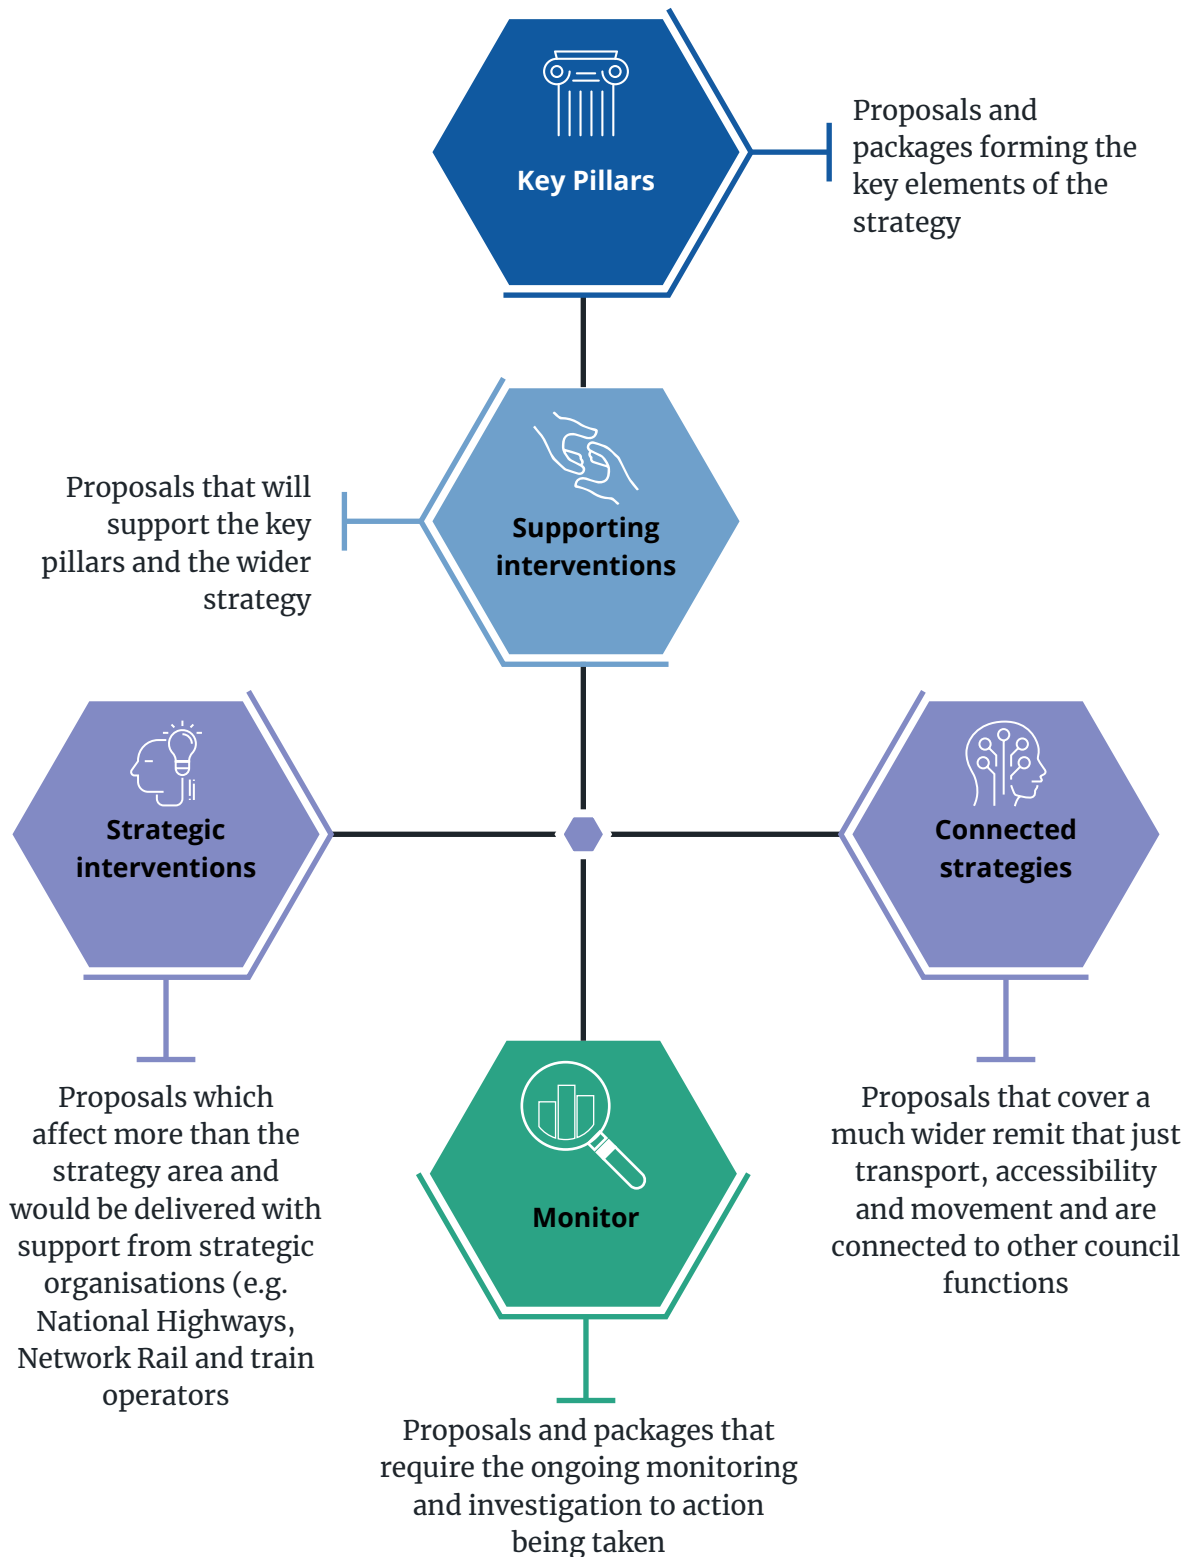 Key Pillars
Proposals and
packages forming the
key elements of the
strategy
Supporting
interventions
Proposals that will
support the key
pillars and the wider
strategy
Strategic
interventions
Proposals which
affect more than the
strategy area and
would be delivered with
support from strategic
organisations (e.g.
National Highways,
Network Rail and train
operators
Connected
strategies
Proposals that cover a
much wider remit that just
transport, accessibility
and movement and are
connected to other council
functions
Monitor
Proposals and packages that
require the ongoing monitoring
and investigation to action
being taken